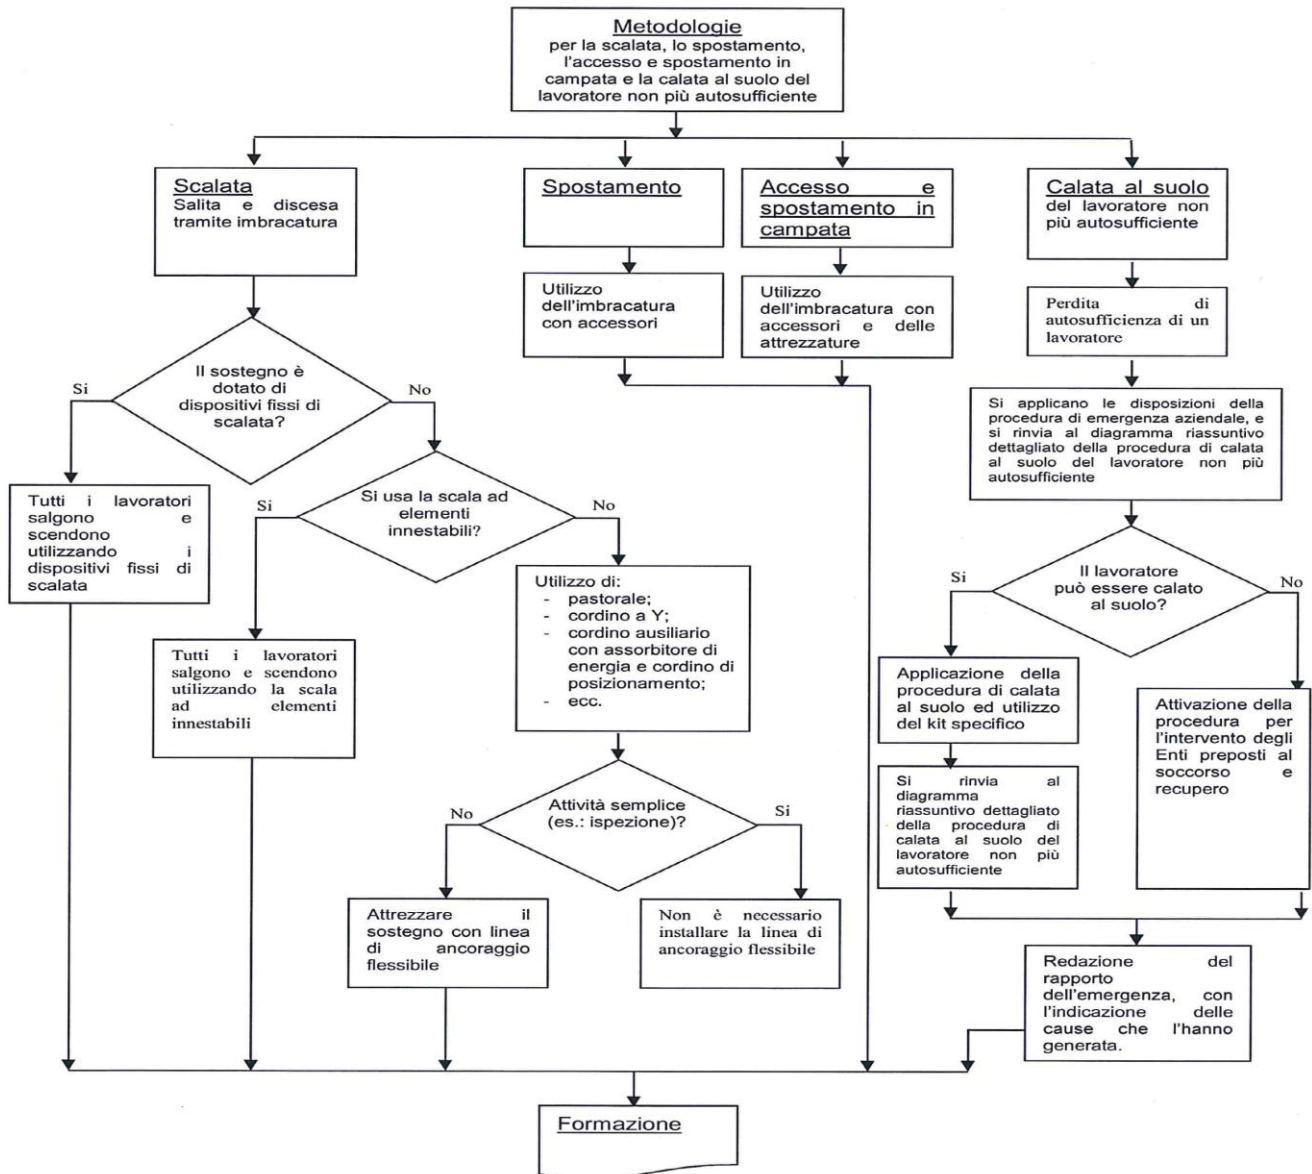 Metodologie
per la scalata, lo spostamento,
l'accesso e spostamento in
campata e la calata al suolo del
lavoratore non più autosufficiente
Scalata
Salita e discesa
tramite imbracatura
Spostamento
Accesso e
spostamento in
campata
Calata al suolo
del lavoratore non
più autosufficiente
Utilizzo
dell'imbracatura
con accessori
Utilizzo
dell'imbracatura con
accessori e delle
attrezzature
Perdita di
autosufficienza di un
lavoratore
Il sostegno è
dotato di
dispositivi fissi di
scalata?
Si
No
Si applicano le disposizioni della
procedura di emergenza aziendale, e
si rinvia al diagramma riassuntivo
dettagliato della procedura di calata
al suolo del lavoratore non più
autosufficiente
Tutti i lavoratori
salgono e
scendono
utilizzando i
dispositivi fissi di
scalata
Si usa la scala ad
elementi
innestabili?
Si
No
Il lavoratore
può essere calato
al suolo?
Si
No
Tutti i lavoratori
salgono e scendono
utilizzando la scala
ad elementi
innestabili
Utilizzo di:
- pastorale;
- cordino a Y;
- cordino ausiliario
con assorbitore di
energia e cordino di
posizionamento;
- ecc.
Applicazione della
procedura di calata
al suolo ed utilizzo
del kit specifico
Attivazione della
procedura per
l'intervento degli
Enti preposti al
soccorso e
recupero
Si rinvia al
diagramma
riassuntivo dettagliato
della procedura di
calata al suolo del
lavoratore non più
autosufficiente
Attività semplice
(es.: ispezione)?
No
Si
Attrezzare il
sostegno con linea
di ancoraggio
flessibile
Non è necessario
installare la linea di
ancoraggio flessibile
Redazione del
rapporto
dell'emergenza, con
l'indicazione delle
cause che l'hanno
generata.
Formazione